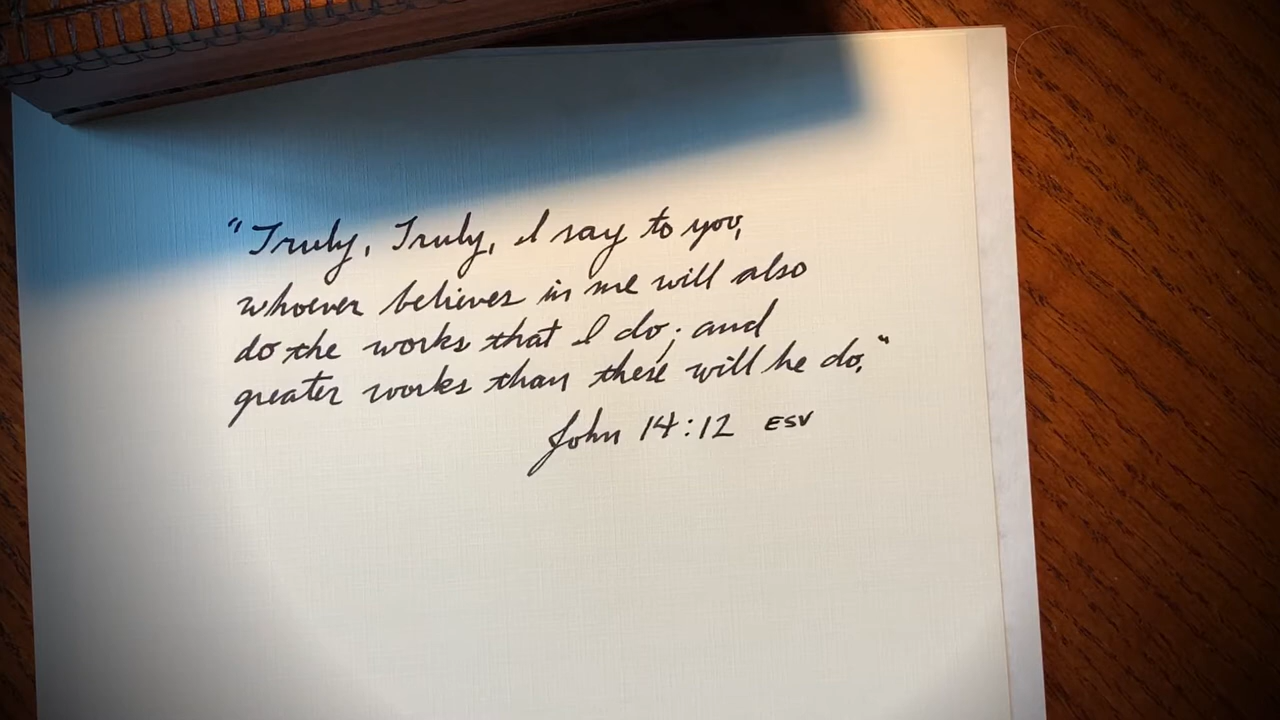 "Truly, Truly, I say to you,
whoever believes in me will also
do the works that I do; and
greater works than these will he do."
John 14:12 ESV